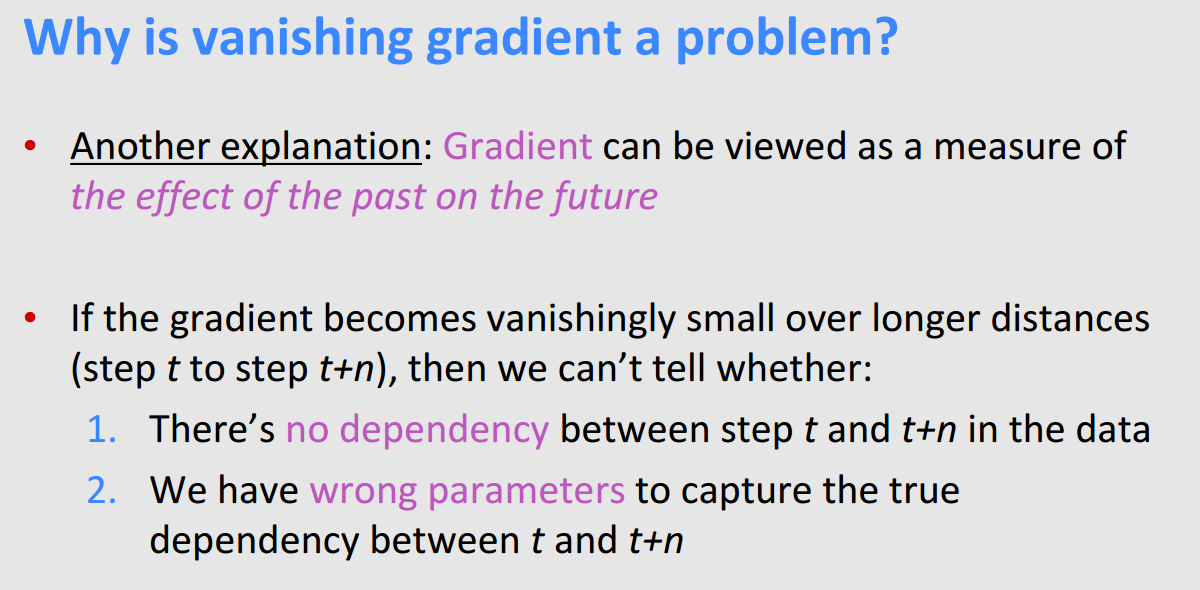 Why is vanishing gradient a problem?
• Another explanation: Gradient can be viewed as a measure of
the effect of the past on the future
• If the gradient becomes vanishingly small over longer distances
(step t to step t+n), then we can’t tell whether:
1. There’s no dependency between step t and t+n in the data
2. We have wrong parameters to capture the true
dependency between t and t+n